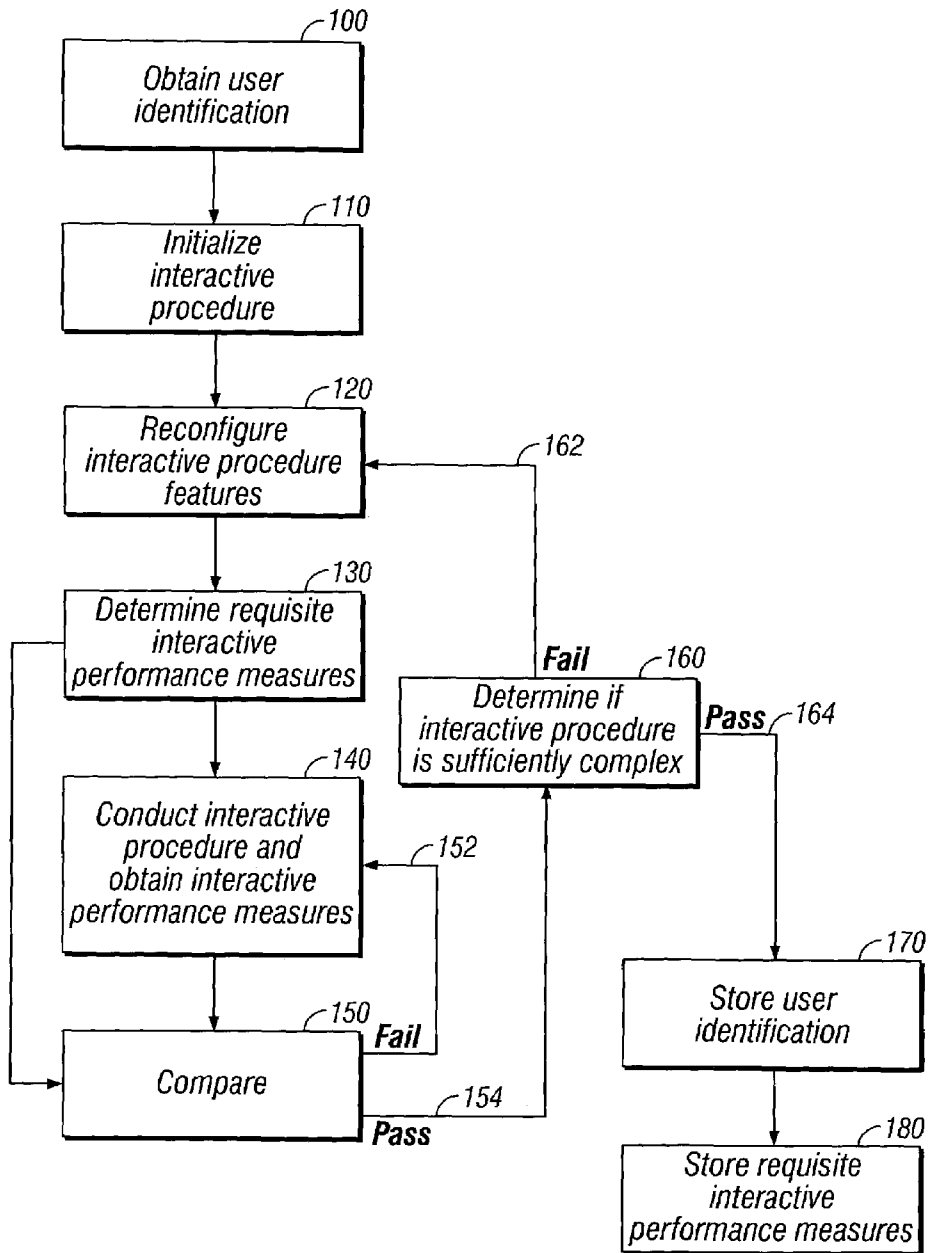 100
Obtain user
identification
110
Initialize
interactive
procedure
120
Reconfigure
interactive procedure
features
162
130
Determine requisite
interactive
performance measures
Fail
160
Determine if
interactive procedure
is sufficiently complex
Pass
164
140
Conduct interactive
procedure and
obtain interactive
performance measures
152
150
Compare
Fail
154
Pass
170
Store user
identification
180
Store requisite
interactive
performance measures